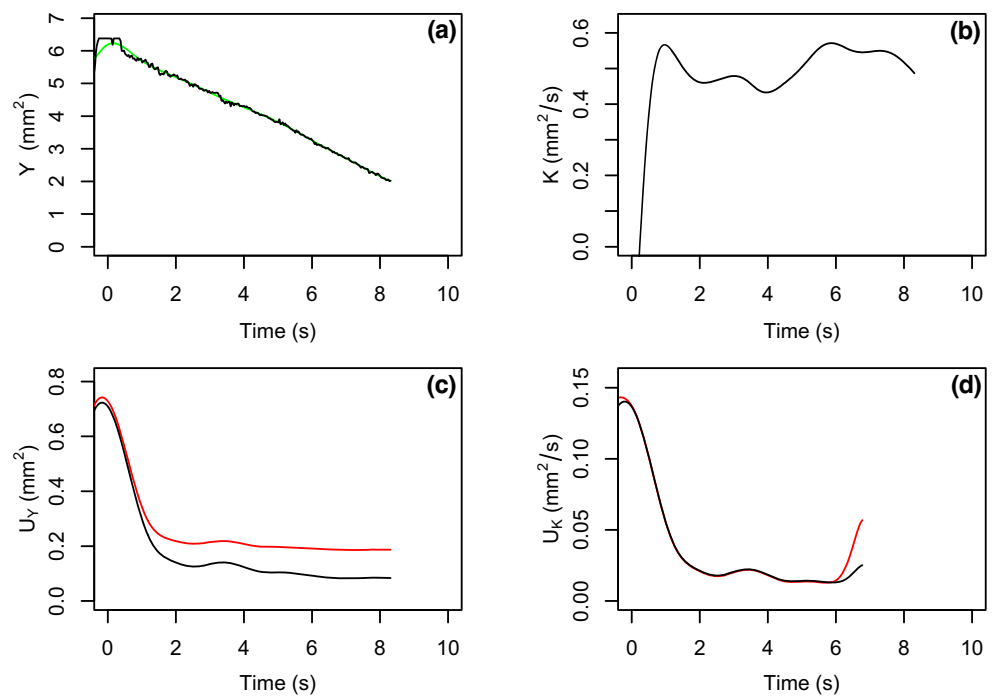 (a)
Y (mm²)
0 1 2 3 4 5 6 7
0 2 4 6 8 10
Time (s)
(b)
K (mm²/s)
0.0 0.2 0.4 0.6
0 2 4 6 8 10
Time (s)
(c)
U_Y (mm²)
0.0 0.2 0.4 0.6 0.8
0 2 4 6 8 10
Time (s)
(d)
U_K (mm²/s)
0.00 0.05 0.10 0.15
0 2 4 6 8 10
Time (s)